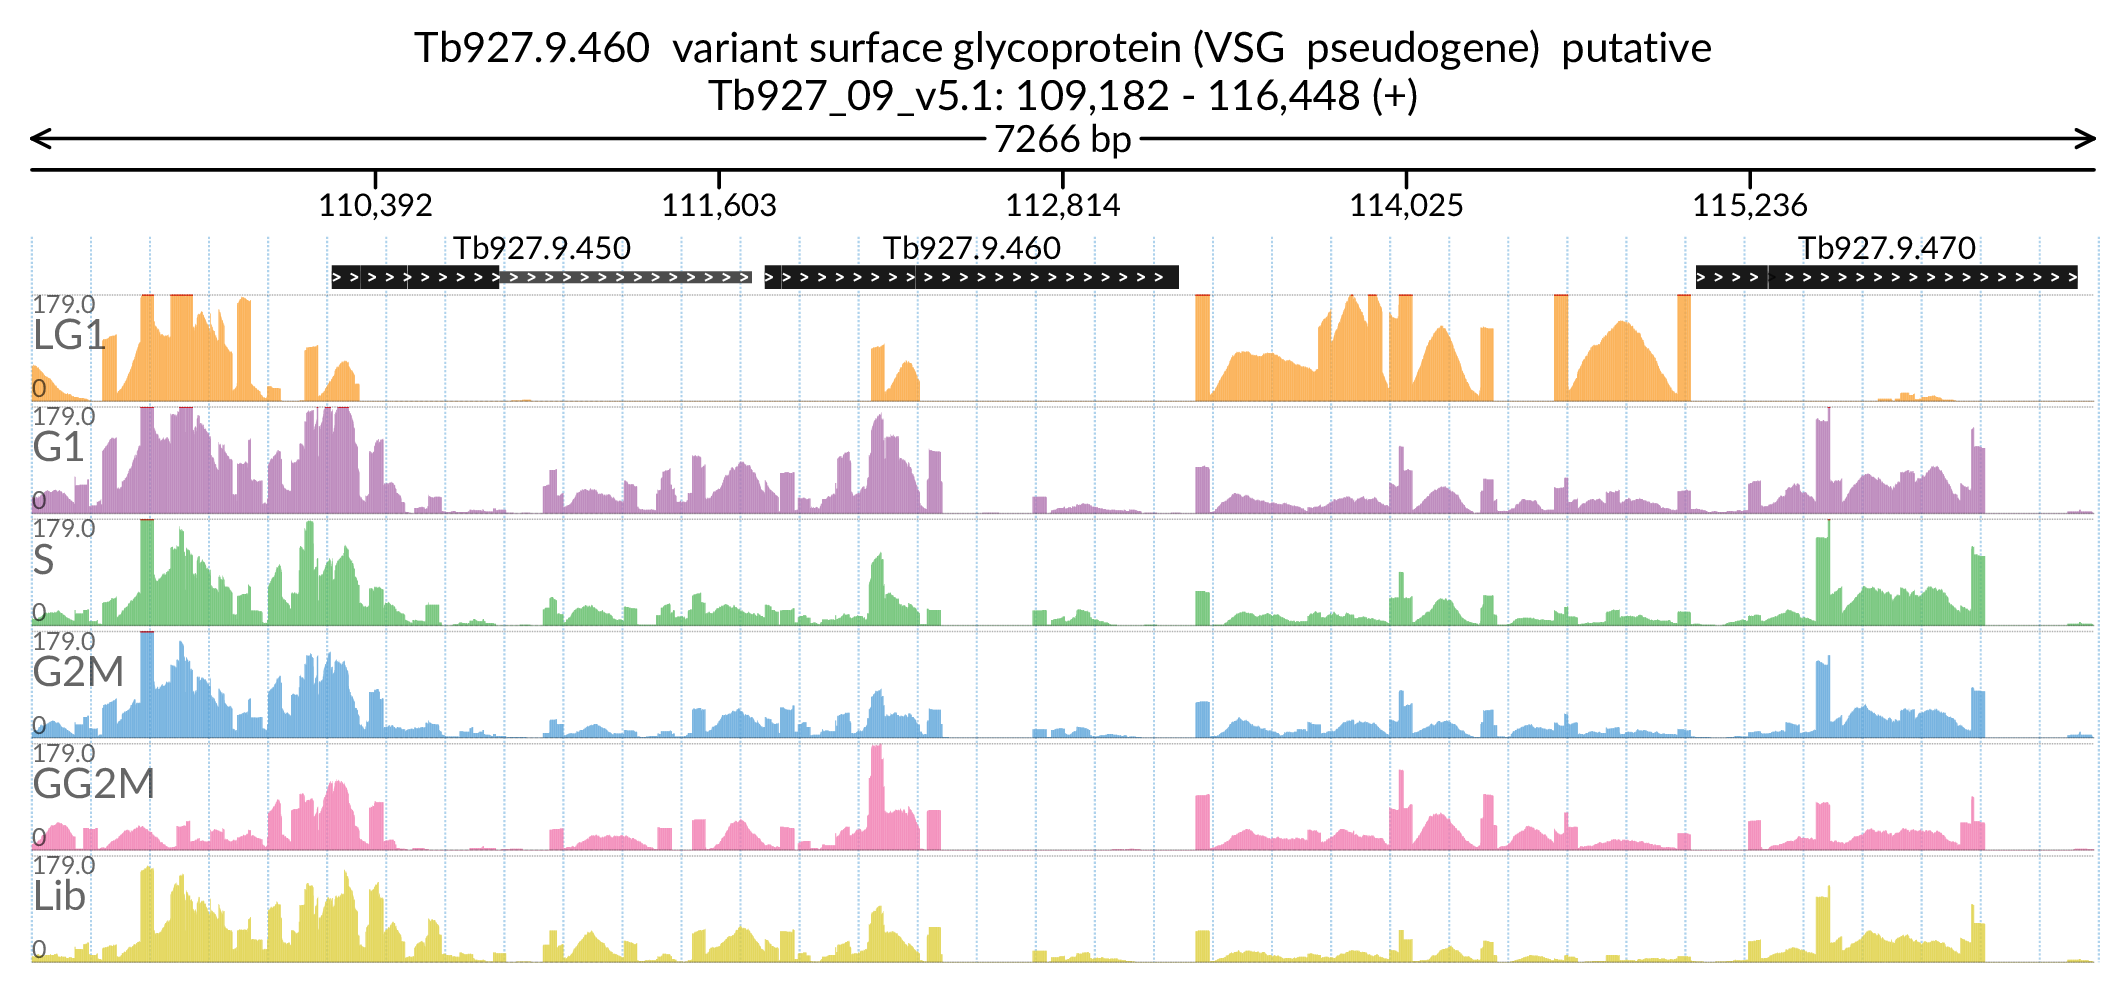 Tb927.9.460 variant surface glycoprotein (VSG pseudogene) putative
Tb927_09_v5.1: 109,182 - 116,448 (+)
7266 bp
110,392 111,603 112,814 114,025 115,236
Tb927.9.450 Tb927.9.460 Tb927.9.470
179.0
LG1
0
179.0
G1
0
179.0
S
0
179.0
G2M
0
179.0
GG2M
0
179.0
Lib
0